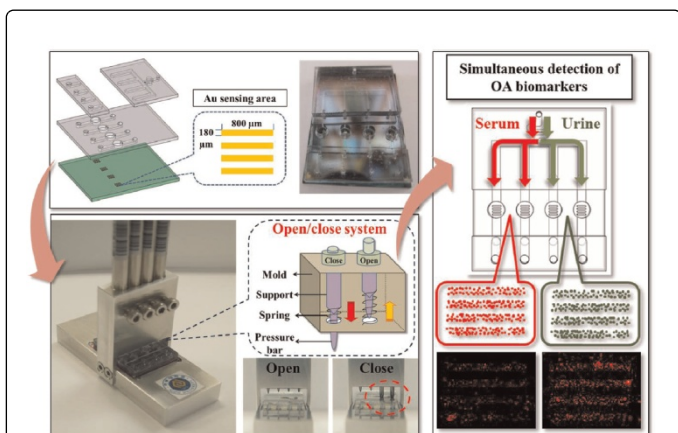 Au sensing area
800 μm
180
μm
Open/close system
Close
Open
Mold
Support
Spring
Pressure
bar
Open
Close
Simultaneous detection of
OA biomarkers
Serum
Urine